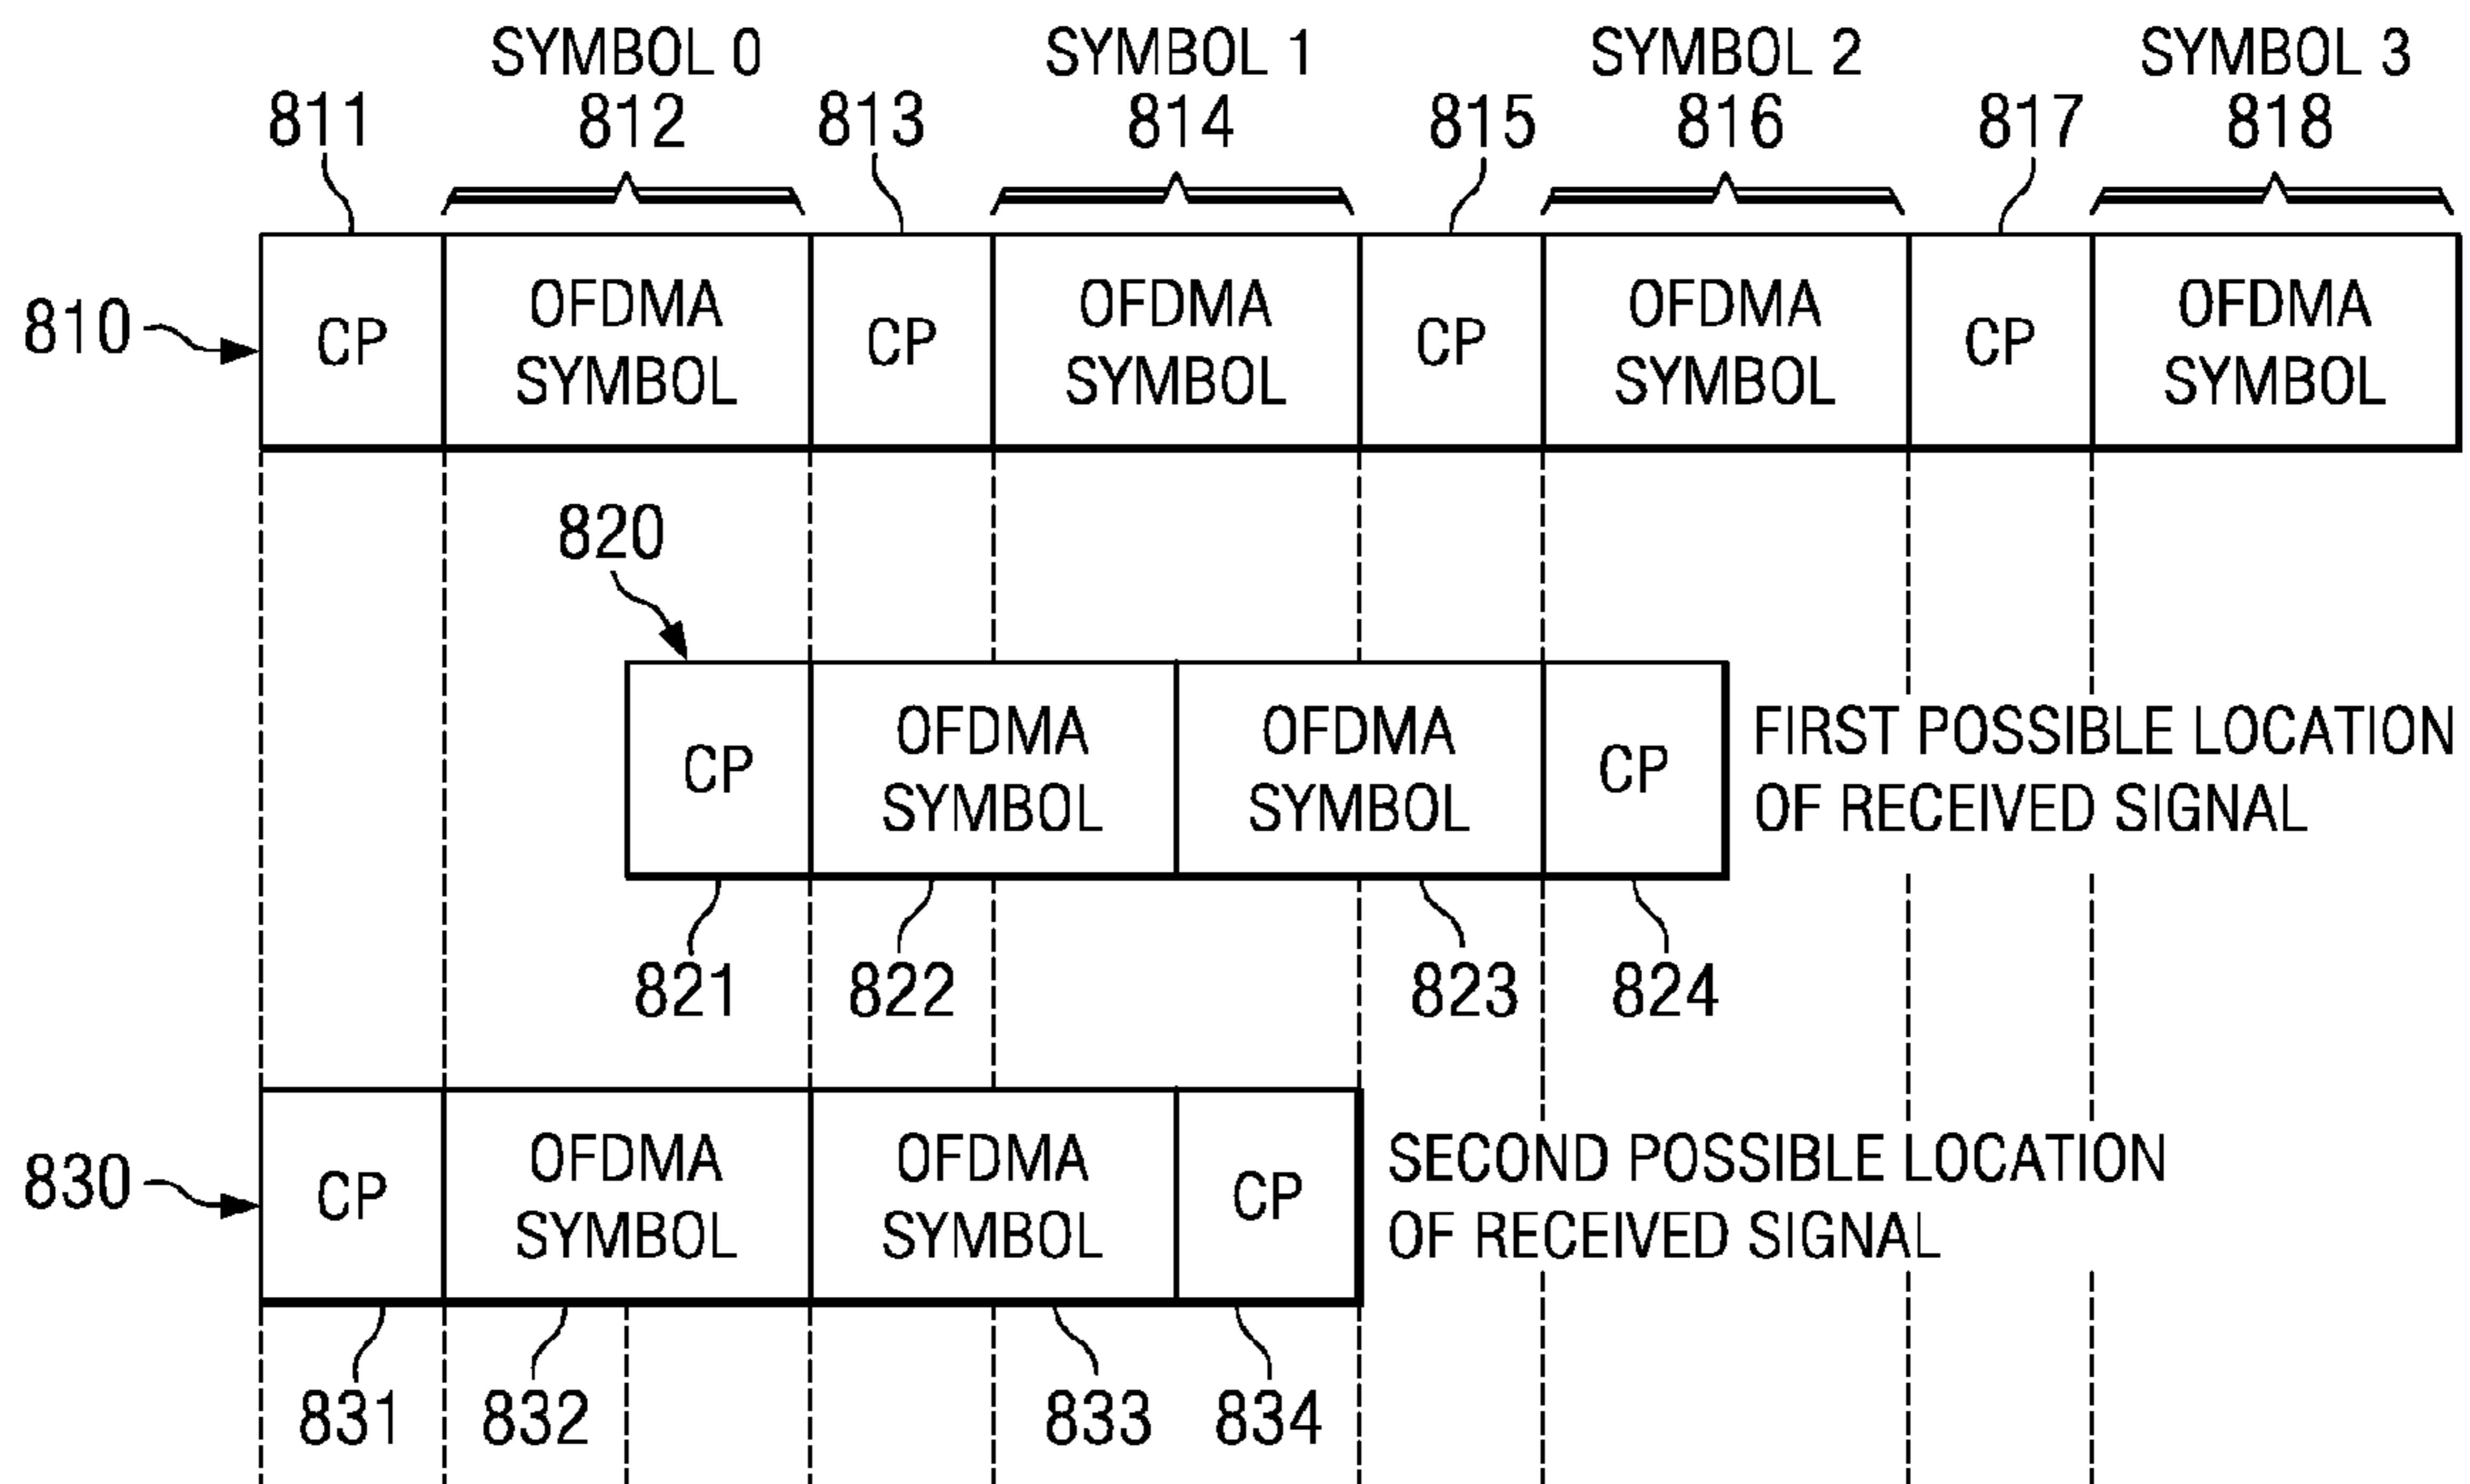 SYMBOL 0
SYMBOL 1
SYMBOL 2
SYMBOL 3
811
812
813
814
815
816
817
818
810
CP
OFDMA
SYMBOL
CP
OFDMA
SYMBOL
CP
OFDMA
SYMBOL
CP
OFDMA
SYMBOL
820
CP
OFDMA
SYMBOL
OFDMA
SYMBOL
CP
FIRST POSSIBLE LOCATION
OF RECEIVED SIGNAL
821
822
823
824
830
CP
OFDMA
SYMBOL
OFDMA
SYMBOL
CP
SECOND POSSIBLE LOCATION
OF RECEIVED SIGNAL
831
832
833
834